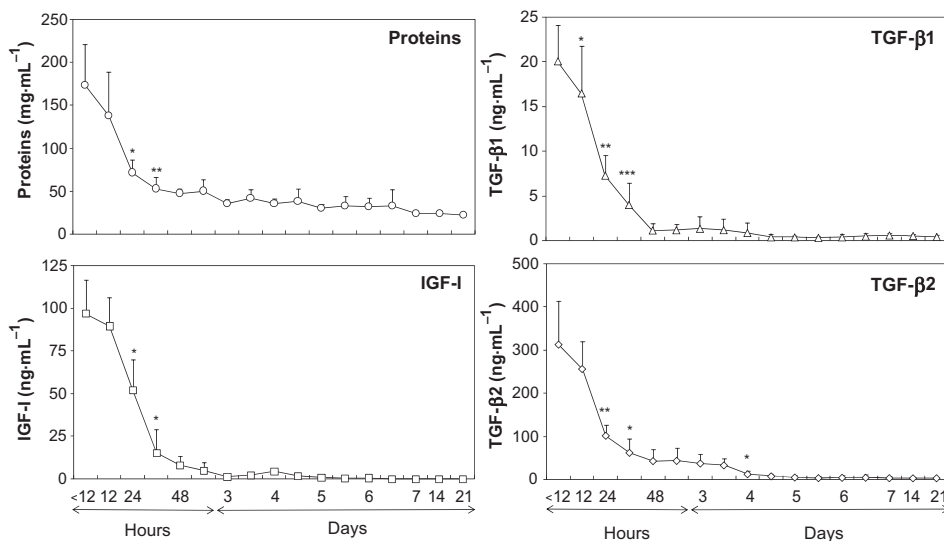 Proteins
Proteins (mg·mL⁻¹)
250
200
150
100
50
0
*
**
TGF-β1
TGF-β1 (ng·mL⁻¹)
25
20
15
10
5
0
*
**
***
IGF-I
IGF-I (ng·mL⁻¹)
125
100
75
50
25
0
*
*
<12 12 24 48 3 4 5 6 7 14 21
Hours Days
TGF-β2
TGF-β2 (ng·mL⁻¹)
500
400
300
200
100
0
**
*
*
<12 12 24 48 3 4 5 6 7 14 21
Hours Days